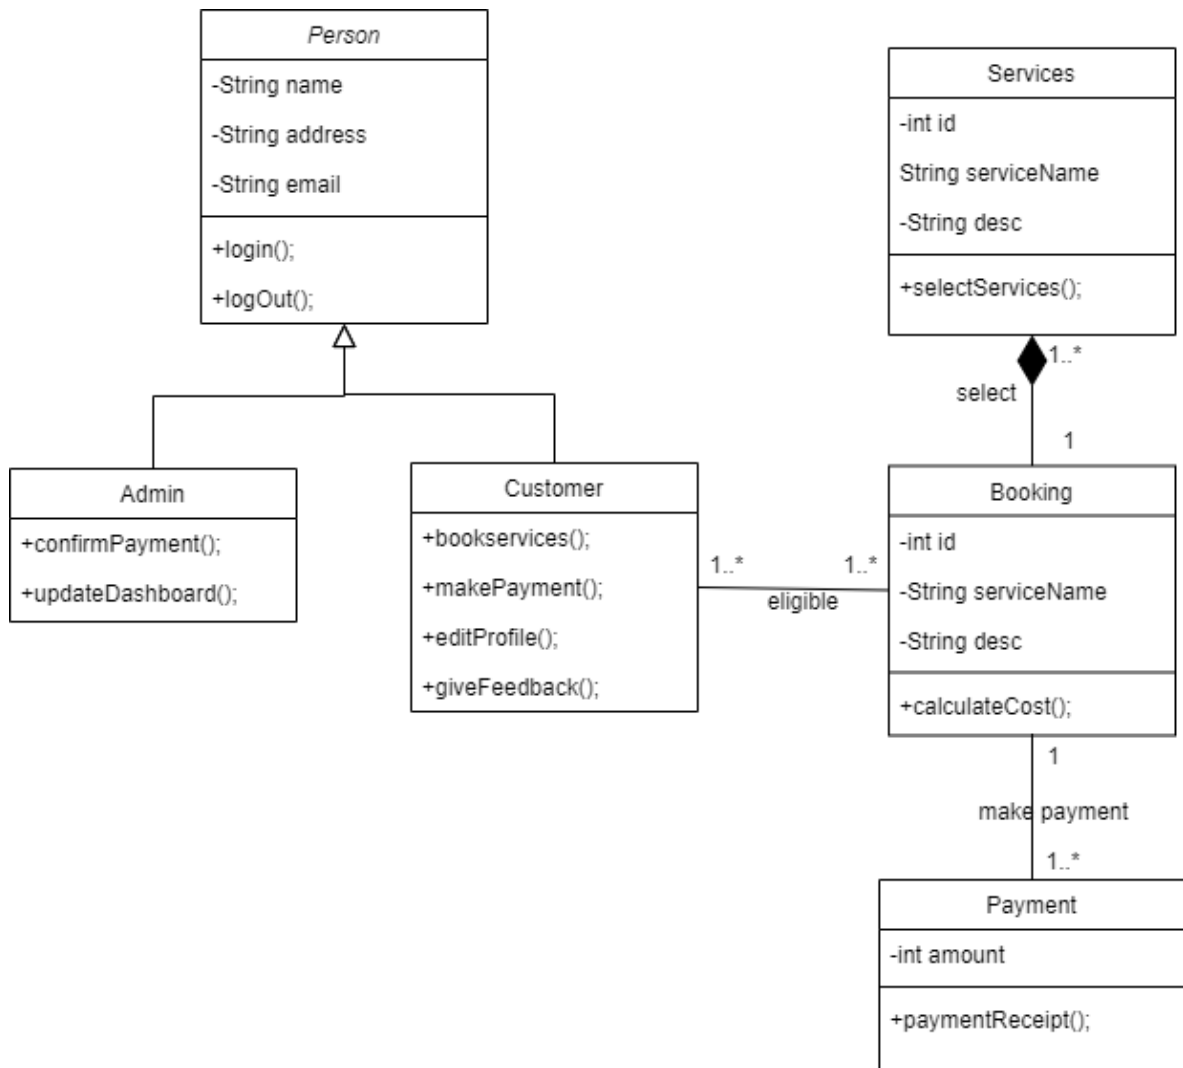 Person
-String name
-String address
-String email
+login();
+logOut();
Services
-int id
String serviceName
-String desc
+selectServices();
1..*
select
1
Admin
+confirmPayment();
+updateDashboard();
Customer
+bookservices();
+makePayment();
+editProfile();
+giveFeedback();
1..*
1..*
eligible
Booking
-int id
-String serviceName
-String desc
+calculateCost();
1
make payment
1..*
Payment
-int amount
+paymentReceipt();